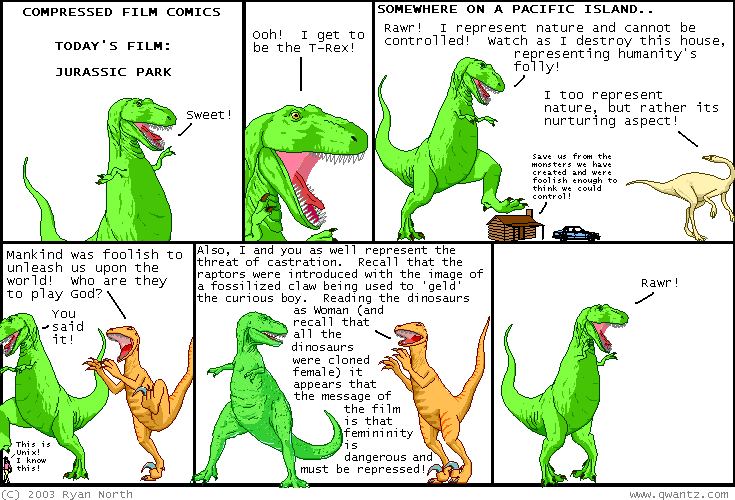 COMPRESSED FILM COMICS
TODAY'S FILM:
JURASSIC PARK
Sweet!
Ooh! I get to
be the T-Rex!
SOMEWHERE ON A PACIFIC ISLAND..
Rawr! I represent nature and cannot be
controlled! Watch as I destroy this house,
representing humanity's
folly!
I too represent
nature, but rather its
nurturing aspect!
Save us from the
monsters we have
created and were
foolish enough to
think we could
control!
Mankind was foolish to
unleash us upon the
world! Who are they
to play God?
You
said
it!
This is
Unix!
I know
this!
Also, I and you as well represent the
threat of castration. Recall that the
raptors were introduced with the image of
a fossilized claw being used to 'geld'
the curious boy. Reading the dinosaurs
as Woman (and
recall that
all the
dinosaurs
were cloned
female) it
appears that
the message of
the film
is that
femininity
is
dangerous and
must be repressed!
Rawr!
(C) 2003 Ryan North
www.qwantz.com